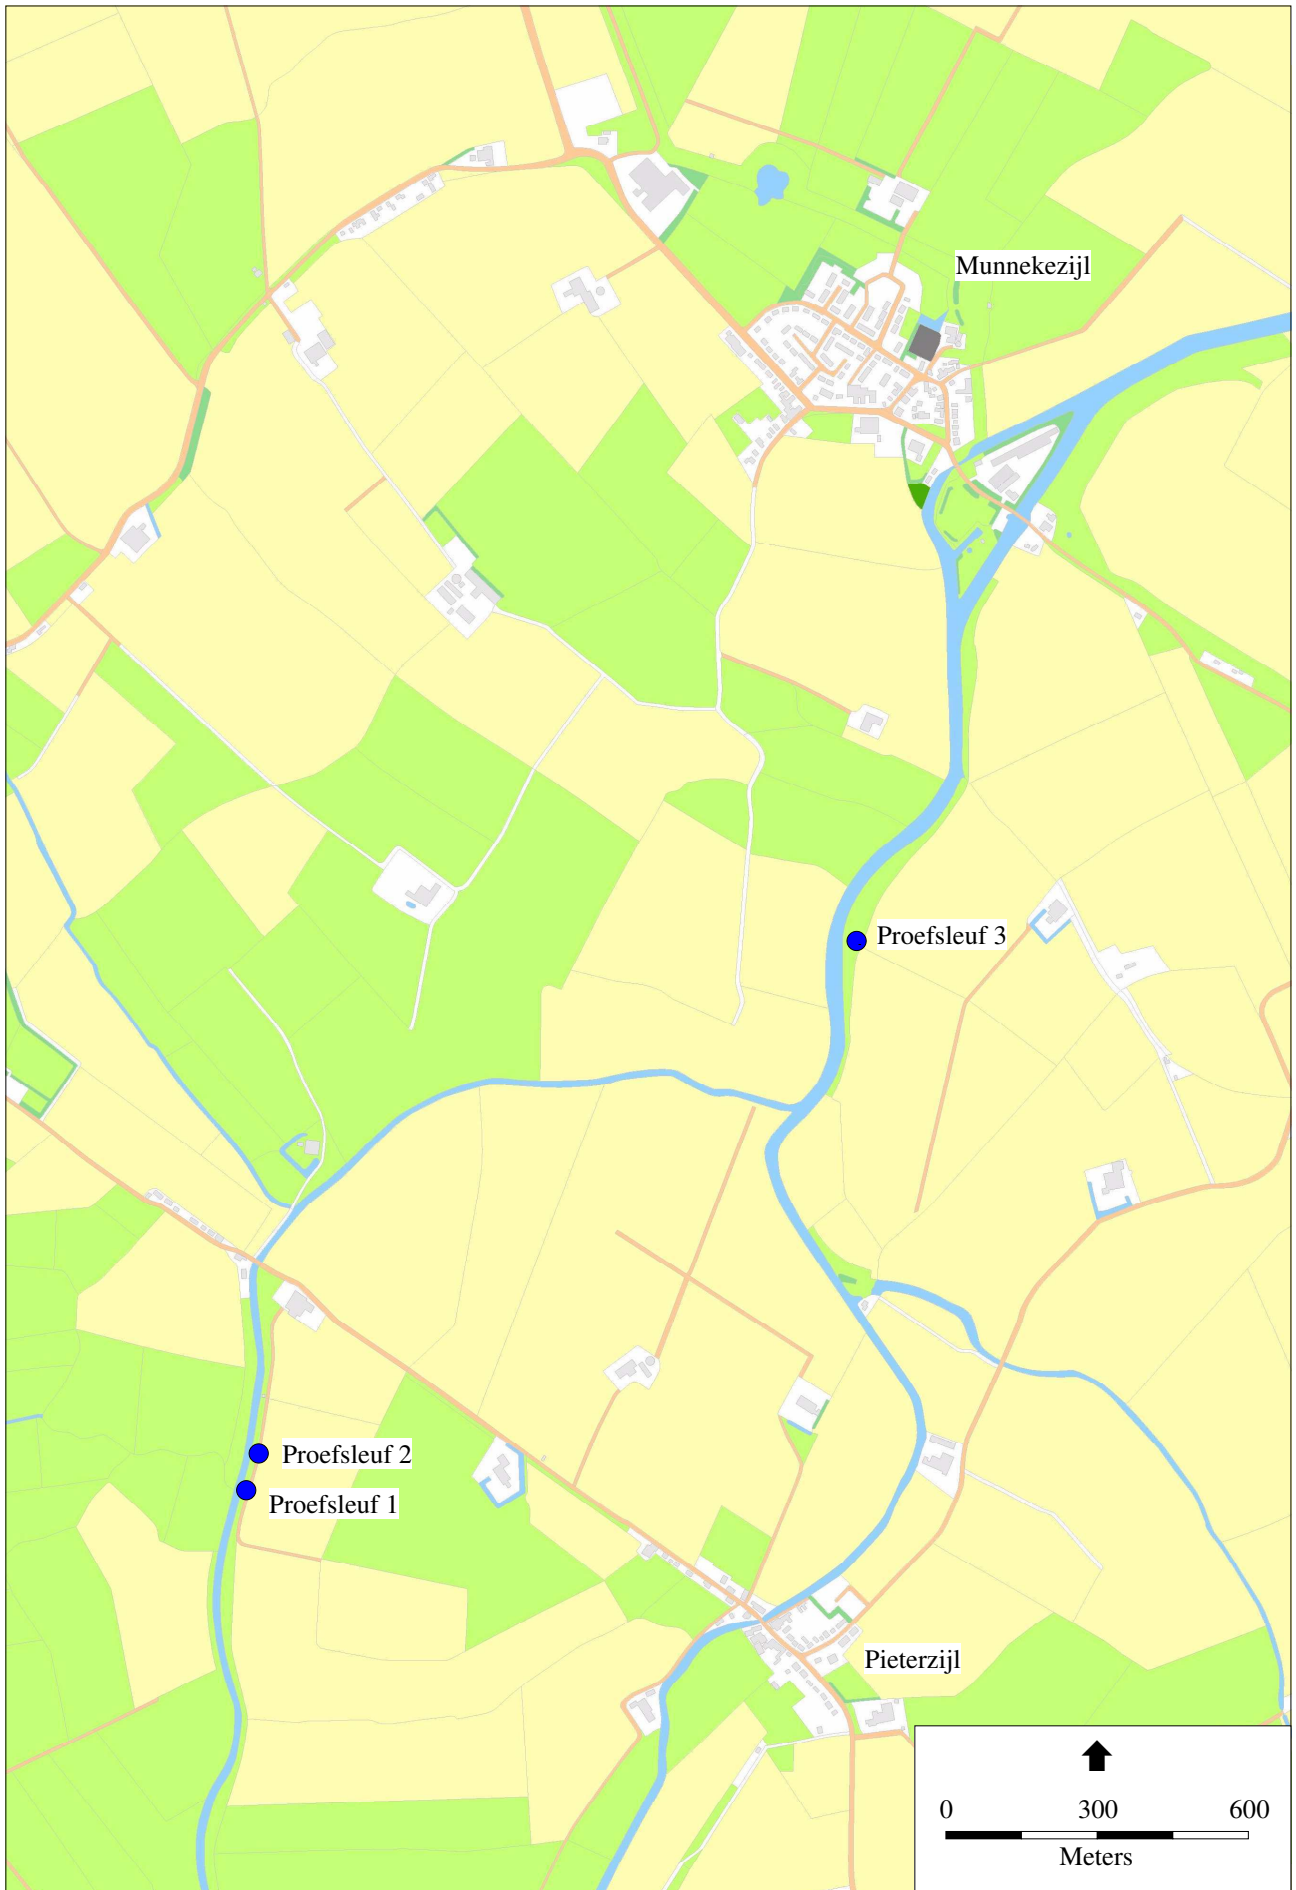 Munnekezijl
Proefsleuf 3
Proefsleuf 2
Proefsleuf 1
Pieterzijl
0 300 600
Meters